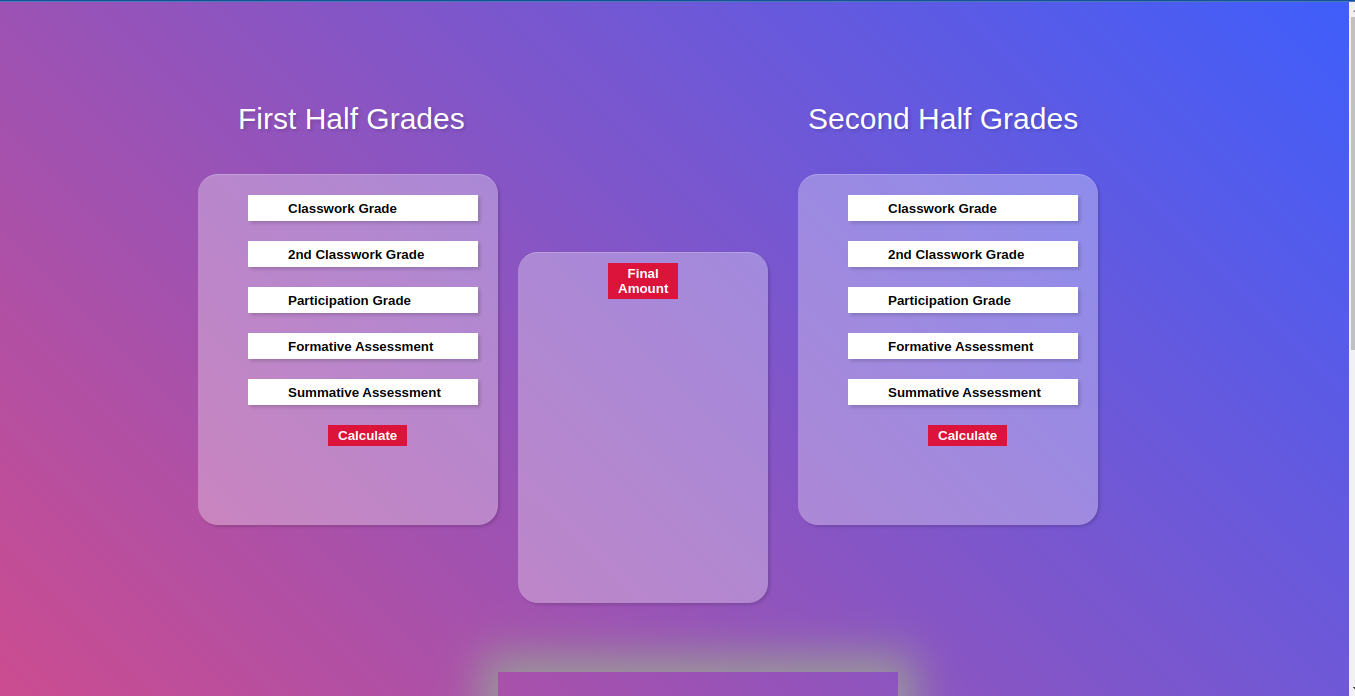 First Half Grades
Classwork Grade
2nd Classwork Grade
Participation Grade
Formative Assessment
Summative Assessment
Calculate
Final
Amount
Second Half Grades
Classwork Grade
2nd Classwork Grade
Participation Grade
Formative Assessment
Summative Assessment
Calculate